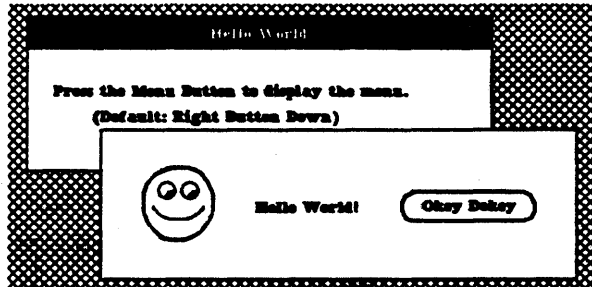 Hello World
Press the Menu Button to display the menu.
(Default: Right Button Down)
Hello World!
Okey Dokey